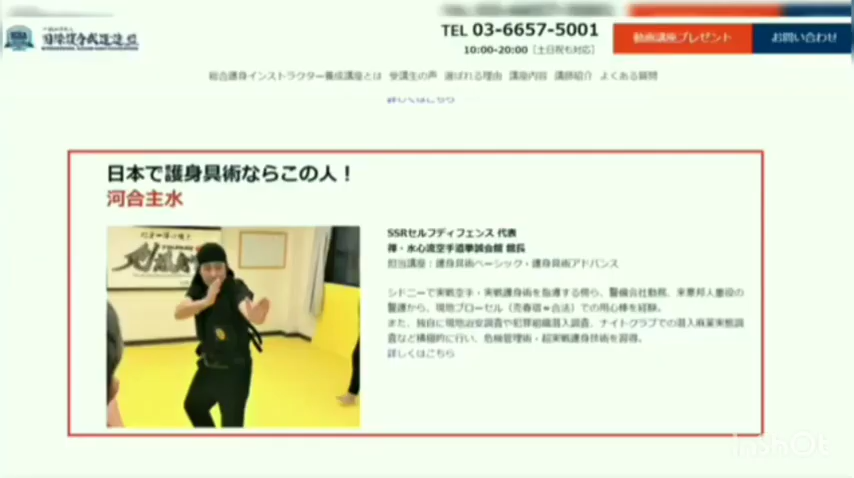 TEL 03-6657-5001
10:00-20:00［土日祝も対応］
動画講座プレゼント
お問い合わせ
総合護身インストラクター養成講座とは 受講生の声 選ばれる理由 講座内容 講師紹介 よくある質問
詳しくはこちら
日本で護身具術ならこの人！
河合主水
SSRセルフディフェンス 代表
禅・水心流空手道拳誠会館 館長
担当講座：護身具術ベーシック・護身具術アドバンス
シドニーで実戦空手・実戦護身術を指導する傍ら、警備会社勤務、来豪邦人重役の
警護から、現地ブローセル（売春宿＝合法）での用心棒を経験。
また、独自に現地治安調査や犯罪組織潜入調査、ナイトクラブでの潜入麻薬実態調
査など積極的に行い、危機管理術・超実戦護身技術を習得。
詳しくはこちら
InShOt